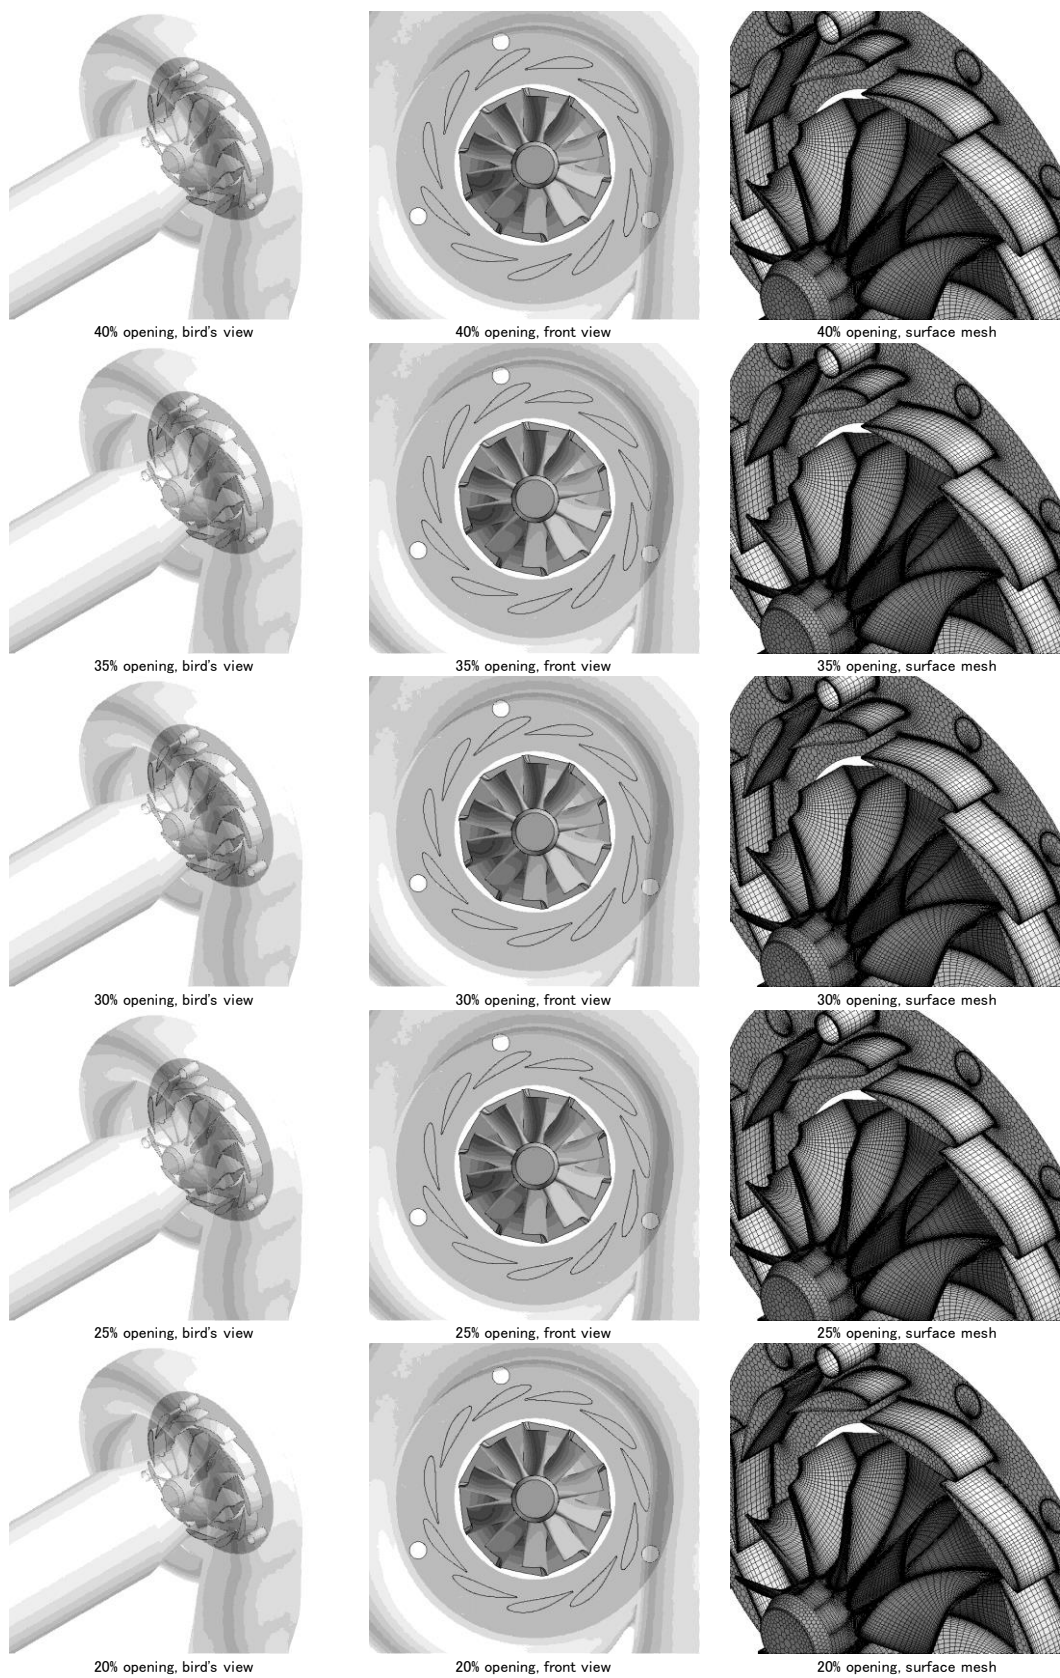 40% opening, bird's view
40% opening, front view
40% opening, surface mesh
35% opening, bird's view
35% opening, front view
35% opening, surface mesh
30% opening, bird's view
30% opening, front view
30% opening, surface mesh
25% opening, bird's view
25% opening, front view
25% opening, surface mesh
20% opening, bird's view
20% opening, front view
20% opening, surface mesh